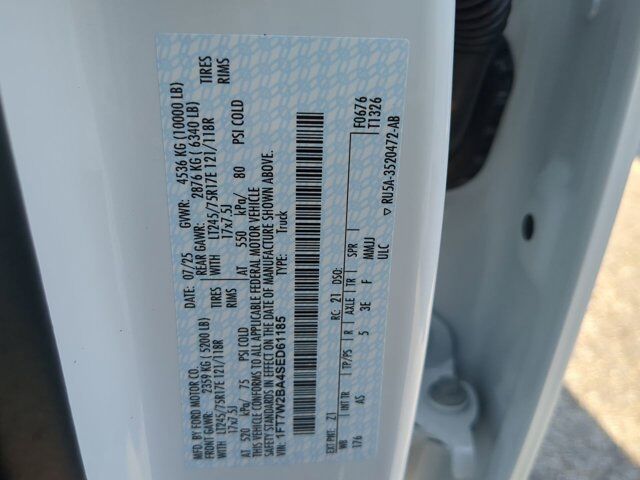 MFD. BY FORD MOTOR CO. DATE: 07/25 GVWR: 4536 KG (10000 LB)
FRONT GAWR: 2359 KG (5200 LB) REAR GAWR: 2876 KG (6340 LB)
LT245/75R17E 121/118R TIRES WITH LT245/75R17E 121/118R TIRES
17x7.5J RIMS 17x7.5J RIMS
AT 520 kPa/ 75 PSI COLD AT 550 kPa/ 80 PSI COLD
THIS VEHICLE CONFORMS TO ALL APPLICABLE FEDERAL MOTOR VEHICLE
SAFETY STANDARDS IN EFFECT ON THE DATE OF MANUFACTURE SHOWN ABOVE.
VIN: 1FT7W2BA4SED61185
TYPE: Truck
F0676
T1326
EXT PNT: Z1 RC: 21 DSO:
WB INT TR TP/PS R AXLE TR SPR
176 AS 5 3E F MMUJ
ULC
▽ RU5A-3520472-AB